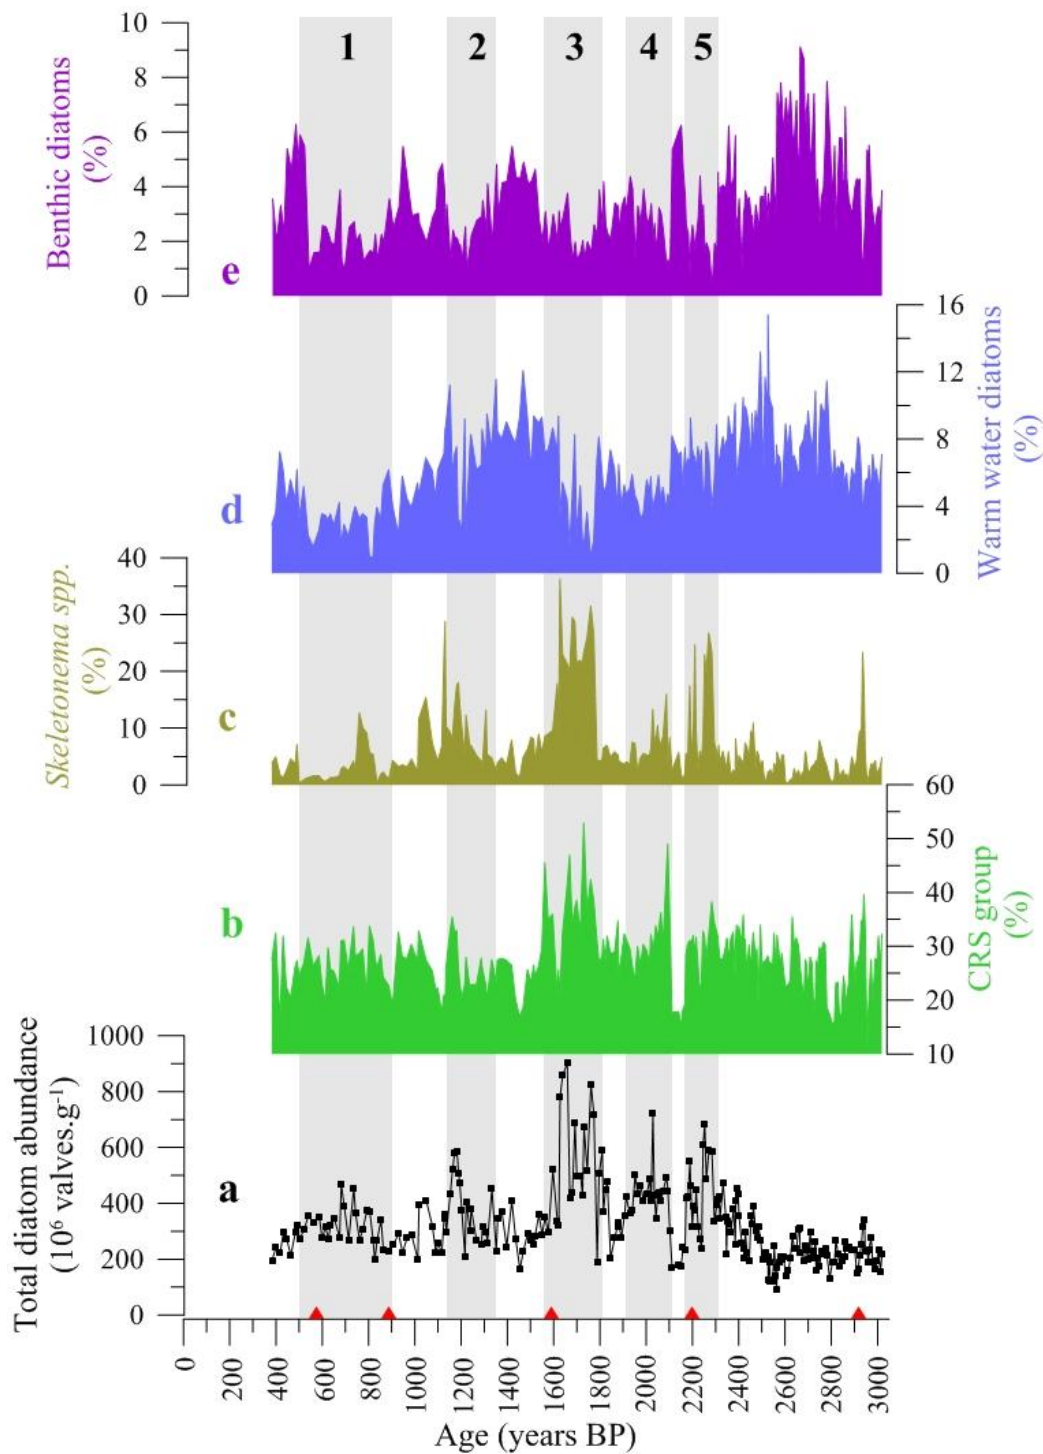 1 2 3 4 5
Benthic diatoms
(%)
10
8
6
4
2
0
e
16
12
8
4
0
Warm water diatoms
(%)
d
Skeletonema spp.
(%)
40
30
20
10
0
c
60
50
40
30
20
10
CRS group
(%)
b
Total diatom abundance
(10⁶ valves.g⁻¹)
1000
800
600
400
200
0
a
0 200 400 600 800 1000 1200 1400 1600 1800 2000 2200 2400 2600 2800 3000
Age (years BP)